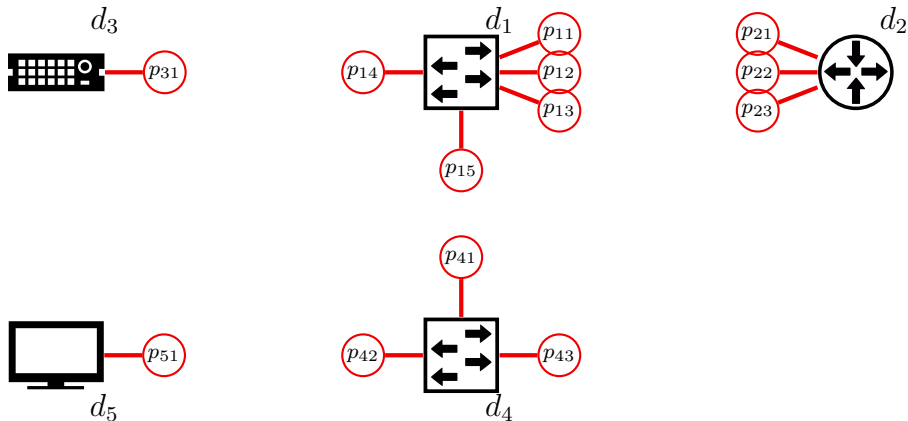 d₃
d₁
d₂
p₁₁
p₂₁
p₃₁
p₁₄
p₁₂
p₂₂
p₁₃
p₂₃
p₁₅
p₄₁
p₅₁
p₄₂
p₄₃
d₅
d₄